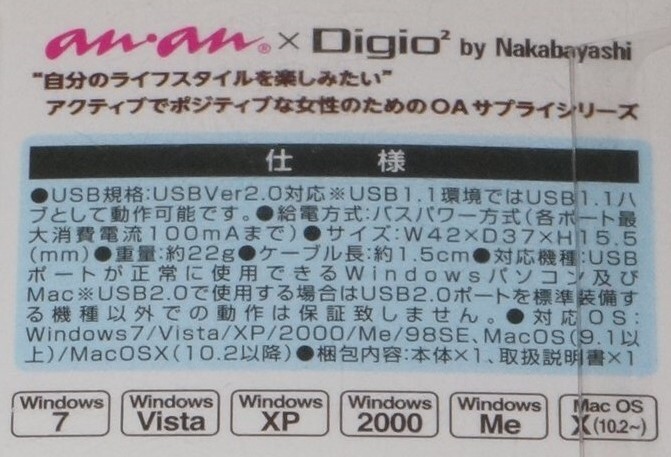 an・an® × Digio² by Nakabayashi
"自分のライフスタイルを楽しみたい"
アクティブでポジティブな女性のためのOAサプライシリーズ
仕様
●USB規格:USBVer2.0対応※USB1.1環境ではUSB1.1ハ
ブとして動作可能です。●給電方式:バスパワー方式(各ポート最
大消費電流100mAまで)●サイズ:W42×D37×H15.5
(mm)●重量:約22g●ケーブル長:約1.5cm●対応機種:USB
ポートが正常に使用できるWindowsパソコン及び
Mac※USB2.0で使用する場合はUSB2.0ポートを標準装備す
る機種以外での動作は保証致しません。●対応OS:
Windows7/Vista/XP/2000/Me/98SE、MacOS(9.1以
上)/MacOSX(10.2以降)●梱包内容:本体×1、取扱説明書×1
Windows 7
Windows Vista
Windows XP
Windows 2000
Windows Me
Mac OS X(10.2~)